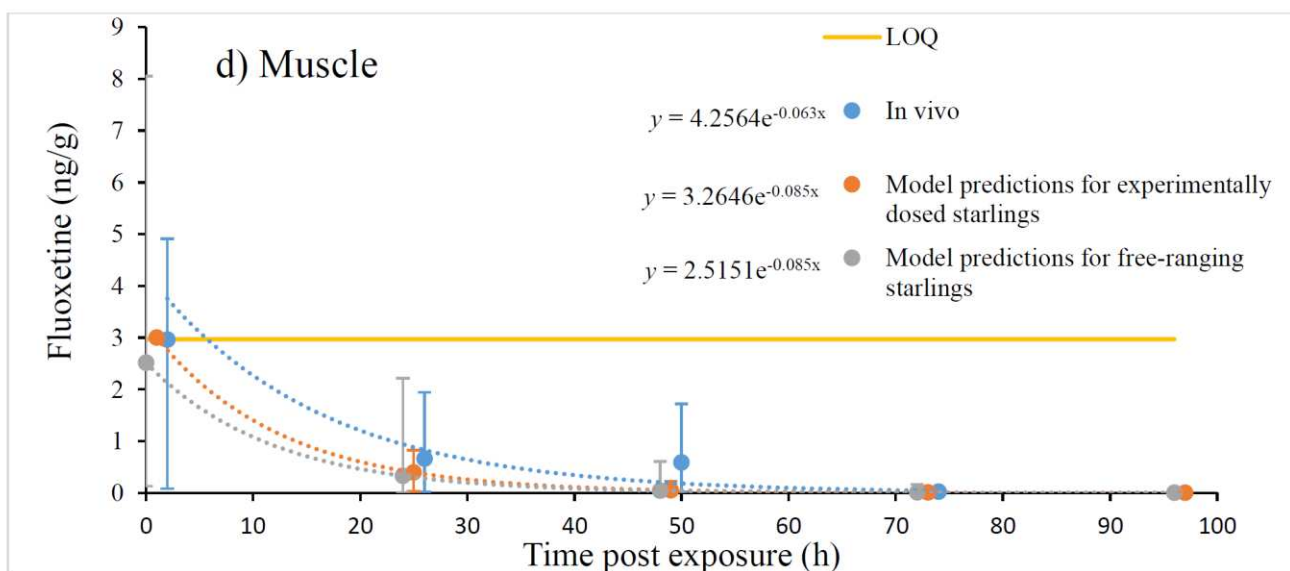 d) Muscle
Fluoxetine (ng/g)
9
8
7
6
5
4
3
2
1
0
LOQ
y = 4.2564e^-0.063x
In vivo
y = 3.2646e^-0.085x
Model predictions for experimentally
dosed starlings
y = 2.5151e^-0.085x
Model predictions for free-ranging
starlings
0 10 20 30 40 50 60 70 80 90 100
Time post exposure (h)